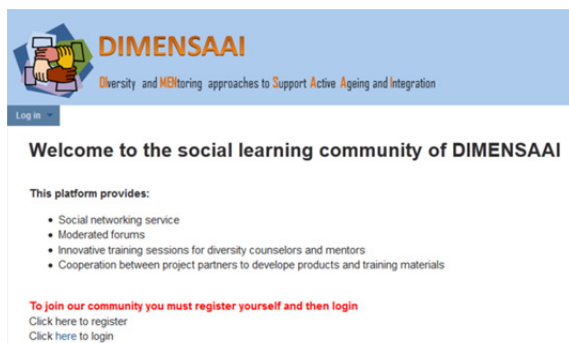 DIMENSAAI
DIversity and MENtoring approaches to Support Active Ageing and Integration
Log in
Welcome to the social learning community of DIMENSAAI
This platform provides:
• Social networking service
• Moderated forums
• Innovative training sessions for diversity counselors and mentors
• Cooperation between project partners to develope products and training materials
To join our community you must register yourself and then login
Click here to register
Click here to login